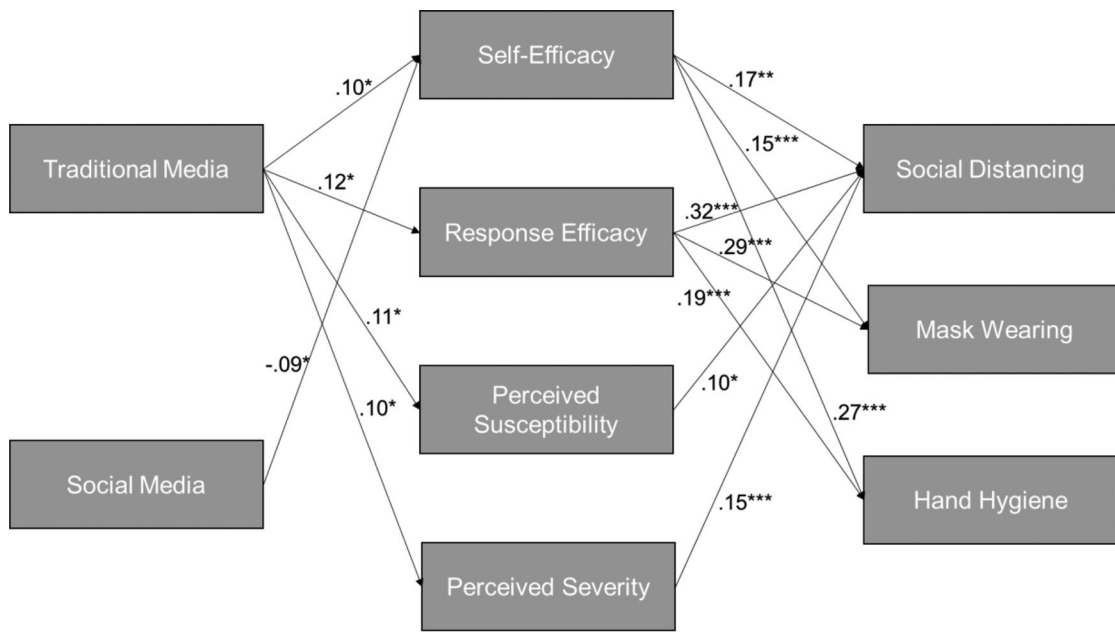 Self-Efficacy
.10*
.17**
Traditional Media
.15***
Social Distancing
.12*
Response Efficacy
.32***
.29***
.19***
.11*
Mask Wearing
-.09*
Perceived
Susceptibility
.10*
.10*
.27***
Social Media
Hand Hygiene
.15***
Perceived Severity